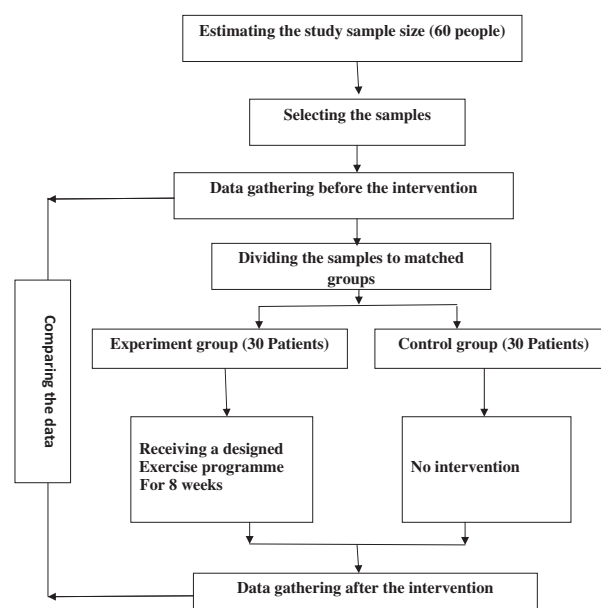 Estimating the study sample size (60 people)
Selecting the samples
Data gathering before the intervention
Dividing the samples to matched
groups
Comparing the data
Experiment group (30 Patients)
Control group (30 Patients)
Receiving a designed
Exercise programme
For 8 weeks
No intervention
Data gathering after the intervention